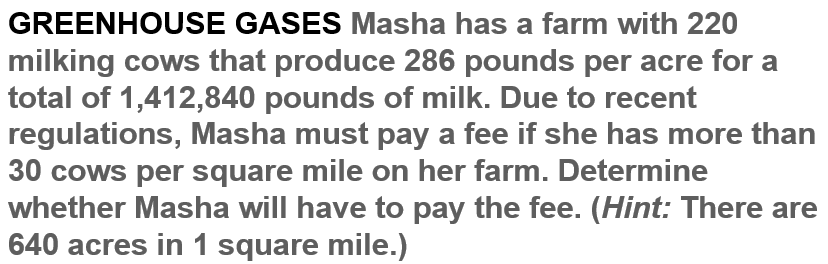 GREENHOUSE GASES Masha has a farm with 220
milking cows that produce 286 pounds per acre for a
total of 1,412,840 pounds of milk. Due to recent
regulations, Masha must pay a fee if she has more than
30 cows per square mile on her farm. Determine
whether Masha will have to pay the fee. (Hint: There are
640 acres in 1 square mile.)